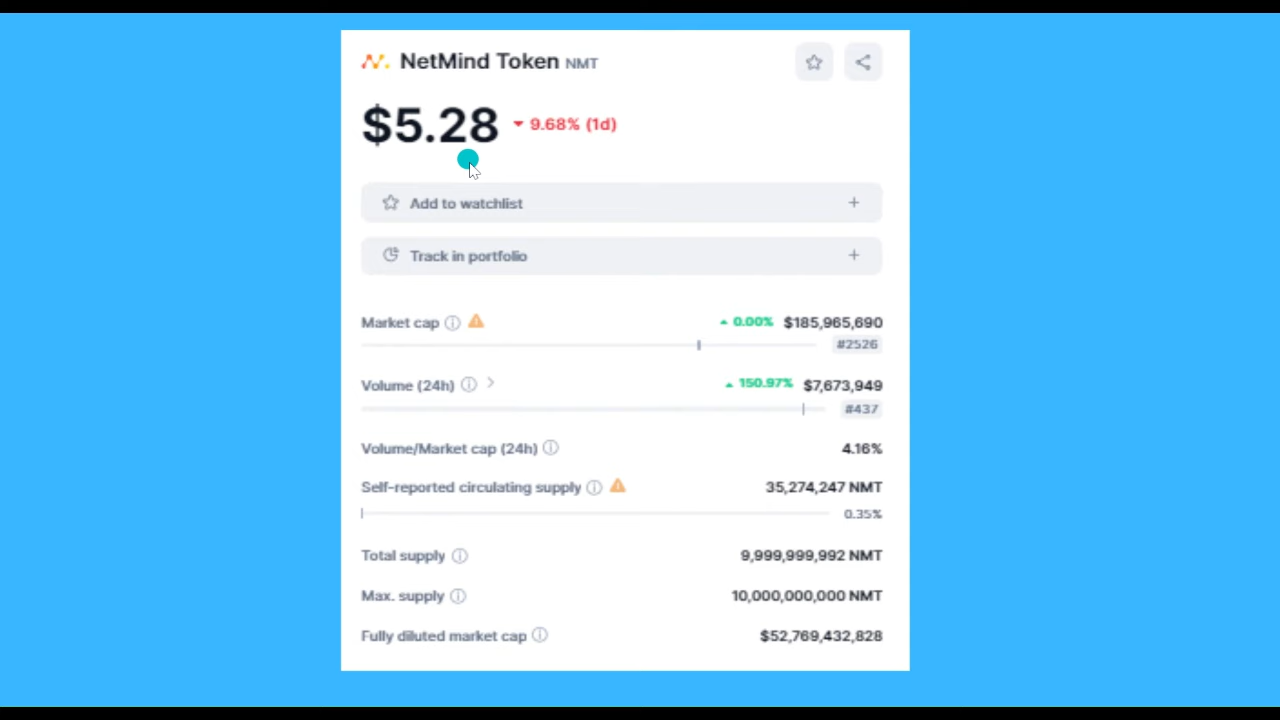 NetMind Token NMT
$5.28 9.68% (1d)
Add to watchlist +
Track in portfolio +
Market cap 0.00% $185,965,690
#2526
Volume (24h) 150.97% $7,673,949
#437
Volume/Market cap (24h) 4.16%
Self-reported circulating supply 35,274,247 NMT
0.35%
Total supply 9,999,999,992 NMT
Max. supply 10,000,000,000 NMT
Fully diluted market cap $52,769,432,828